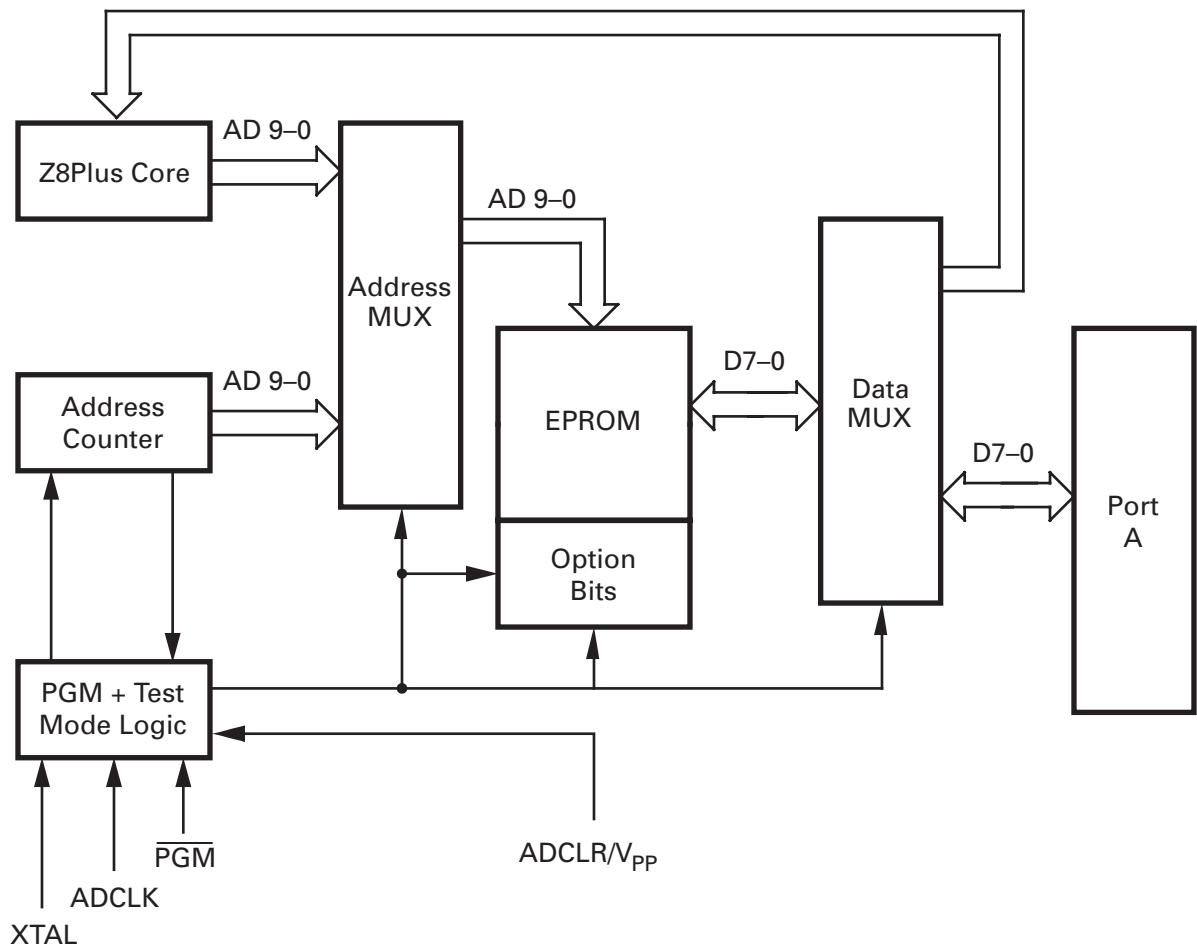 AD 9–0
Z8Plus Core
AD 9–0
Address
MUX
D7–0
Data
MUX
AD 9–0
Address
Counter
EPROM
D7–0
Port
A
Option
Bits
PGM + Test
Mode Logic
PGM
ADCLR/VPP
ADCLK
XTAL